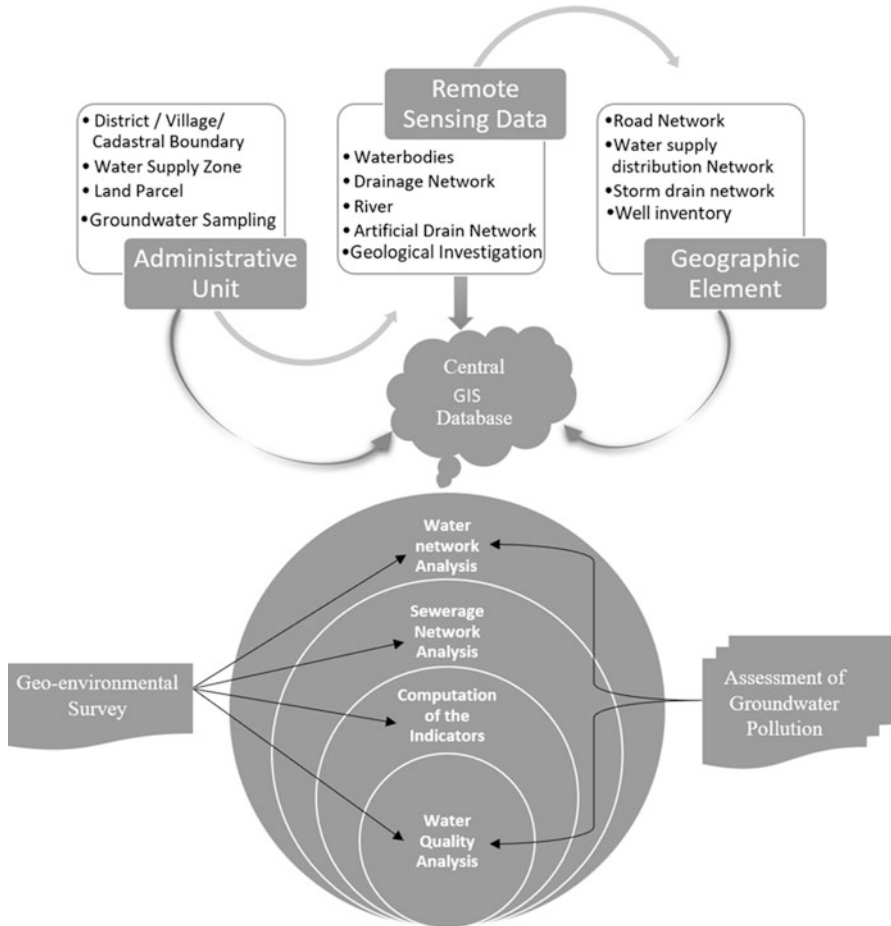 Remote
Sensing Data
• District / Village/
Cadastral Boundary
• Water Supply Zone
• Land Parcel
• Groundwater Sampling
Administrative
Unit
• Waterbodies
• Drainage Network
• River
• Artificial Drain Network
• Geological Investigation
• Road Network
• Water supply
distribution Network
• Storm drain network
• Well inventory
Geographic
Element
Central
GIS
Database
Water
network
Analysis
Sewerage
Network
Analysis
Geo-environmental
Survey
Computation
of the
Indicators
Assessment of
Groundwater
Pollution
Water
Quality
Analysis